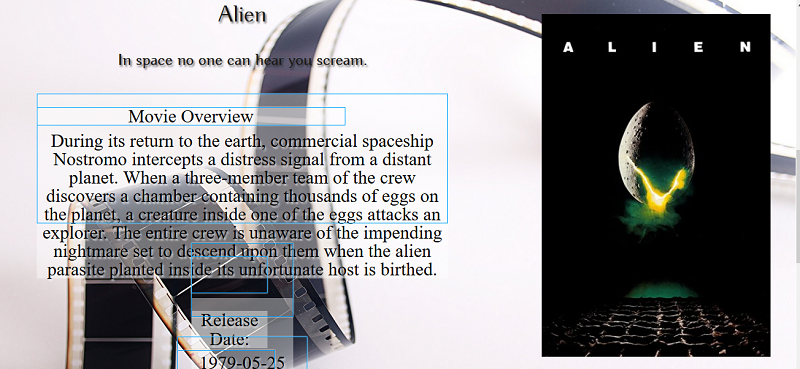 Alien
In space no one can hear you scream.
Movie Overview
During its return to the earth, commercial spaceship
Nostromo intercepts a distress signal from a distant
planet. When a three-member team of the crew
discovers a chamber containing thousands of eggs on
the planet, a creature inside one of the eggs attacks an
explorer. The entire crew is unaware of the impending
nightmare set to descend upon them when the alien
parasite planted inside its unfortunate host is birthed.
Release
Date:
1979-05-25
A L I E N